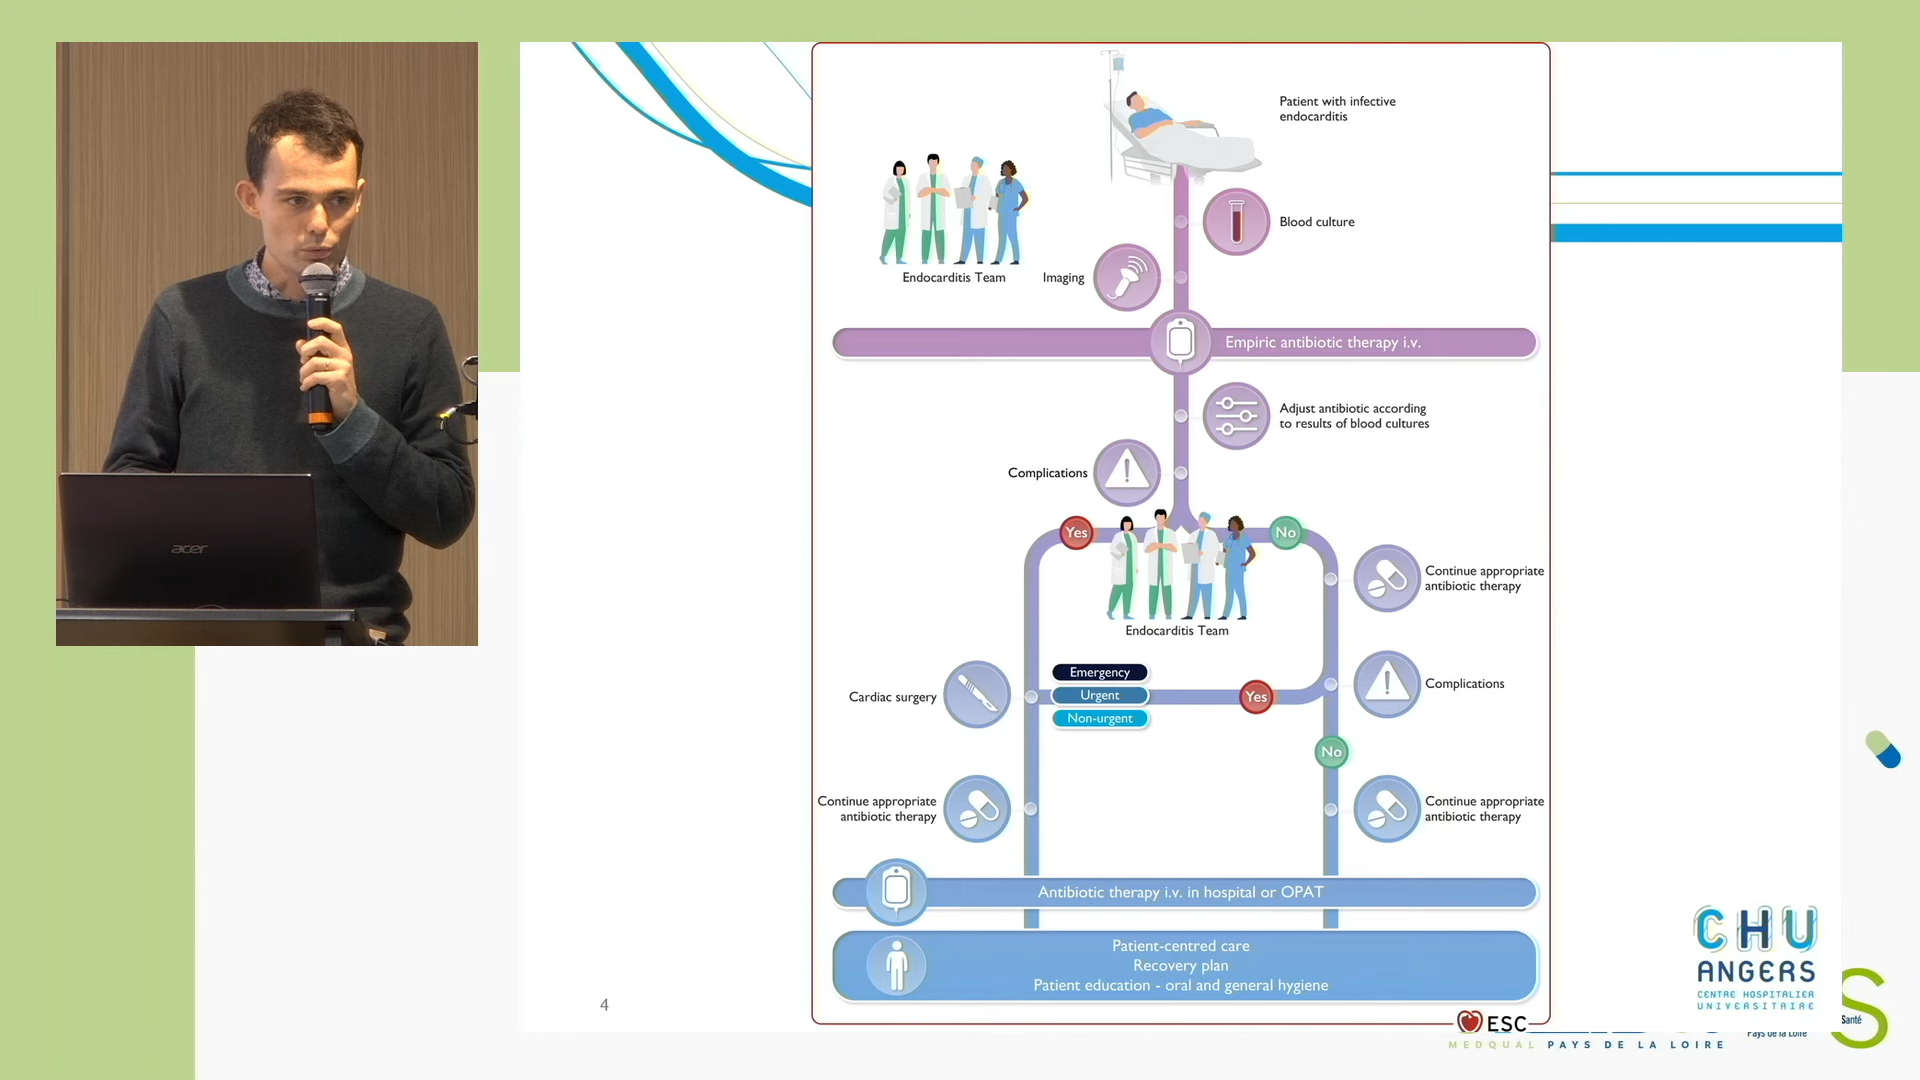 acer
Patient with infective
endocarditis
Blood culture
Endocarditis Team
Imaging
Empiric antibiotic therapy i.v.
Adjust antibiotic according
to results of blood cultures
Complications
Yes
No
Continue appropriate
antibiotic therapy
Endocarditis Team
Emergency
Cardiac surgery
Urgent
Yes
Complications
Non-urgent
No
Continue appropriate
antibiotic therapy
Continue appropriate
antibiotic therapy
Antibiotic therapy i.v. in hospital or OPAT
Patient-centred care
Recovery plan
Patient education - oral and general hygiene
4
ESC
CHU
ANGERS
CENTRE HOSPITALIER
UNIVERSITAIRE
S
Santé
Pays de la Loire
MEDQUAL PAYS DE LA LOIRE